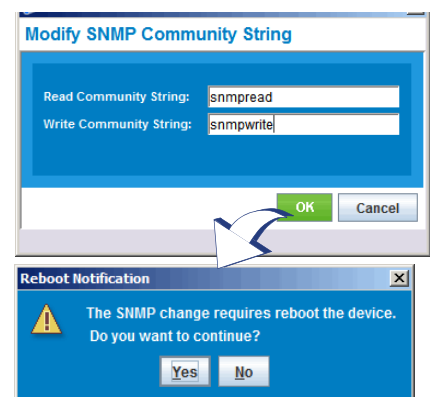 Modify SNMP Community String
Read Community String: snmpread
Write Community String: snmpwrite
OK Cancel
Reboot Notification
The SNMP change requires reboot the device.
Do you want to continue?
Yes No